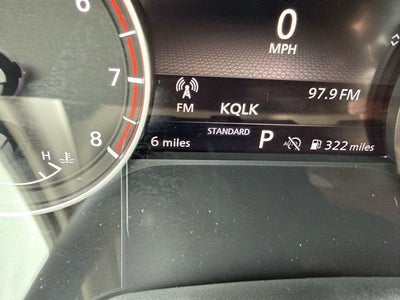 6
0
MPH
7
97.9 FM
FM KQLK
8
STANDARD
6 miles P 322 miles
H